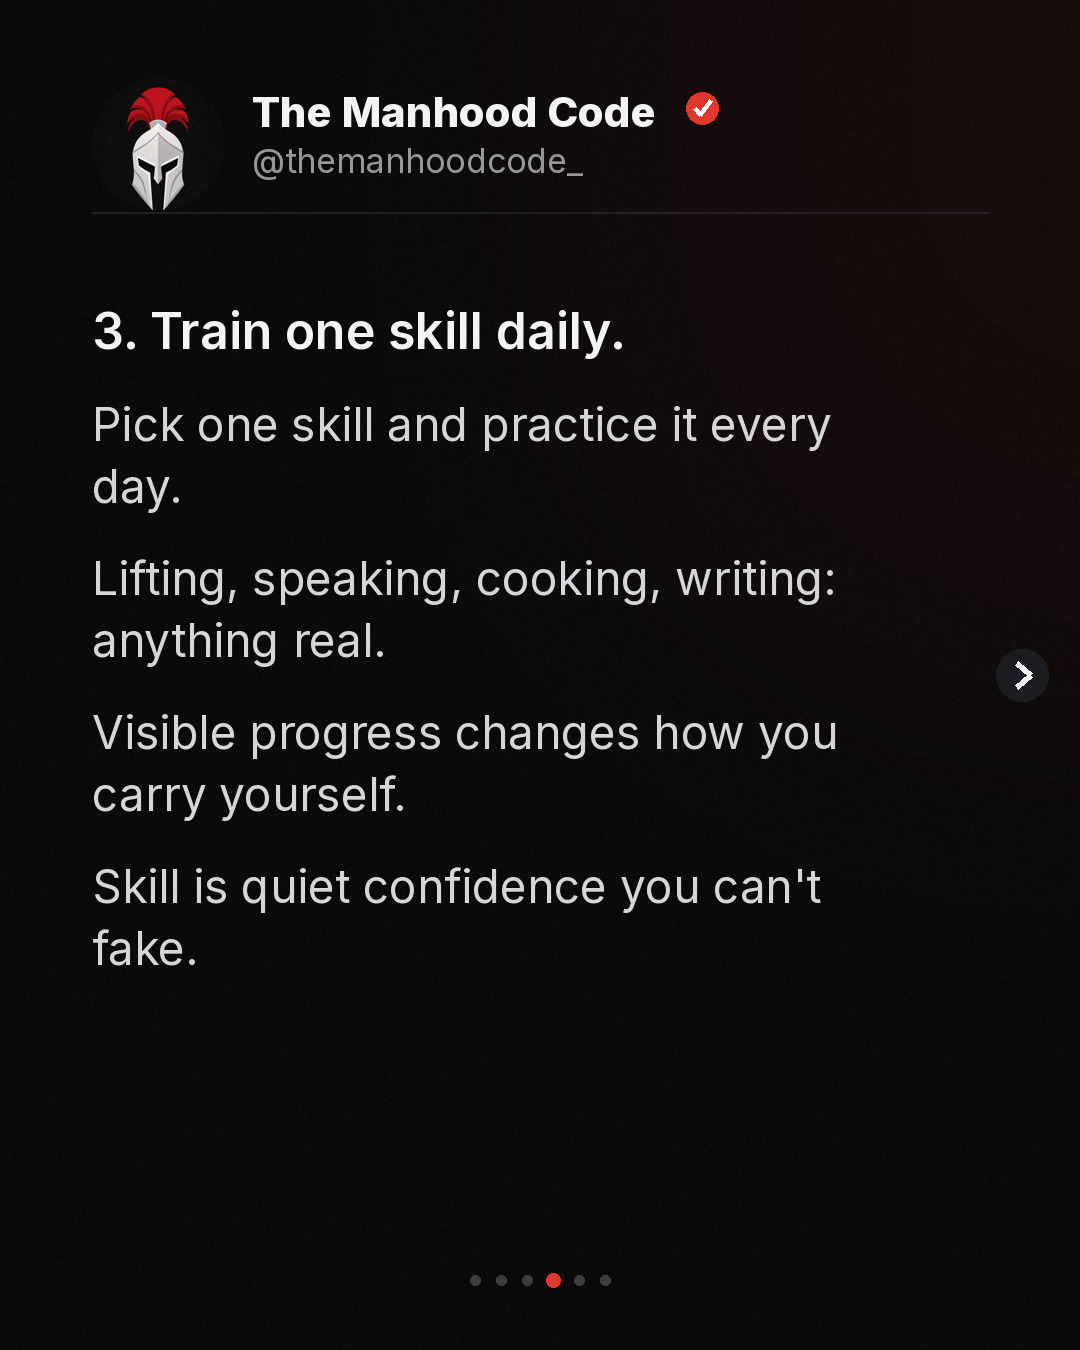 The Manhood Code
@themanhoodcode_
3. Train one skill daily.
Pick one skill and practice it every
day.
Lifting, speaking, cooking, writing:
anything real.
Visible progress changes how you
carry yourself.
Skill is quiet confidence you can't
fake.